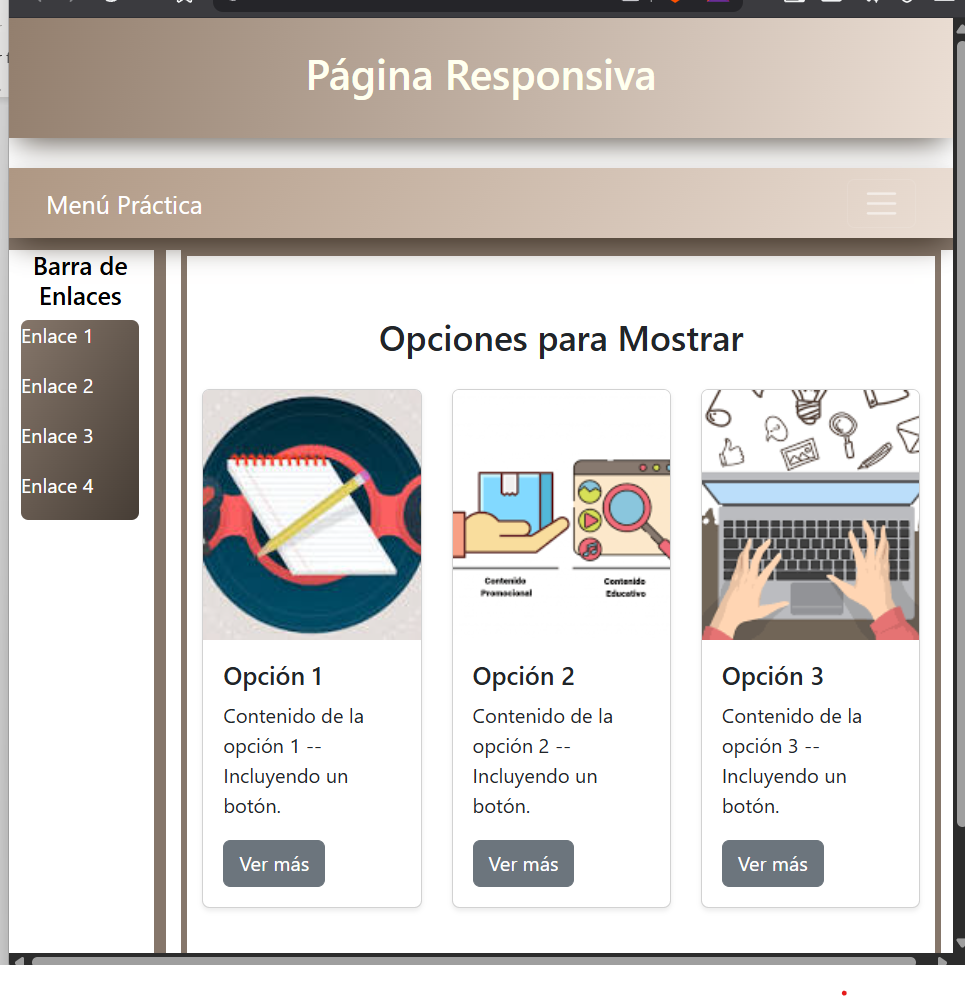 Página Responsiva
Menú Práctica
Barra de
Enlaces
Enlace 1
Enlace 2
Enlace 3
Enlace 4
Opciones para Mostrar
Contenido
Promocional
Contenido
Educativo
Opción 1
Contenido de la
opción 1 --
Incluyendo un
botón.
Ver más
Opción 2
Contenido de la
opción 2 --
Incluyendo un
botón.
Ver más
Opción 3
Contenido de la
opción 3 --
Incluyendo un
botón.
Ver más